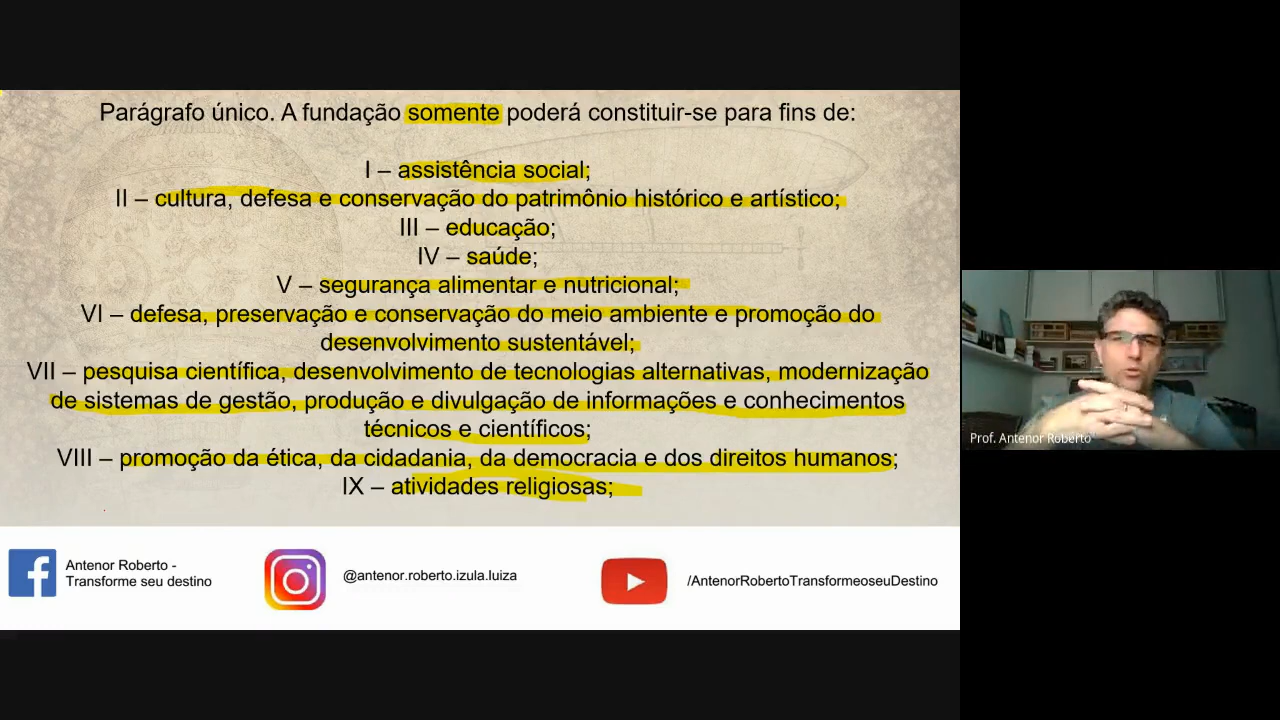 Parágrafo único. A fundação somente poderá constituir-se para fins de:
I – assistência social;
II – cultura, defesa e conservação do patrimônio histórico e artístico;
III – educação;
IV – saúde;
V – segurança alimentar e nutricional;
VI – defesa, preservação e conservação do meio ambiente e promoção do
desenvolvimento sustentável;
VII – pesquisa científica, desenvolvimento de tecnologias alternativas, modernização
de sistemas de gestão, produção e divulgação de informações e conhecimentos
técnicos e científicos;
VIII – promoção da ética, da cidadania, da democracia e dos direitos humanos;
IX – atividades religiosas;
Antenor Roberto -
Transforme seu destino
@antenor.roberto.izula.luiza
/AntenorRobertoTransformeoseuDestino
Prof. Antenor Roberto